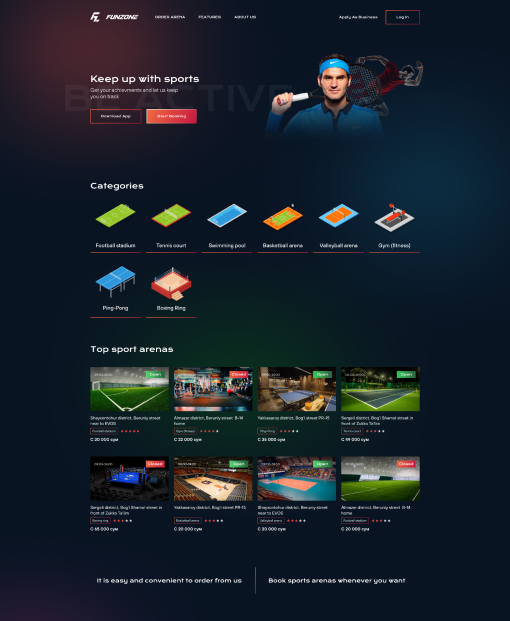 FUNZONE
ORDER ARENA
FEATURES
ABOUT US
Apply As Business
Log In
BE ACTIVE
Keep up with sports
Get your achievments and let us keep
you on track
Download App
Start Booking
Categories
Football stadium
Tennis court
Swimming pool
Basketball arena
Valleyball arena
Gym (fitness)
Ping-Pong
Boxing Ring
Top sport arenas
Open
Closed
Open
Open
Shayxontohur district, Beruniy street
near to EVOS
Football stadium
C 20 000 сум
Almazar district, Beruniy street 8-14
home
Gym (fitness)
C 22 000 сум
Yakkasaroy district, Bog'i street PR-15
Ping-Pong
C 35 000 сум
Sergeli district, Bog'i Shamol street in
front of Zukko Ta'lim
Tennis court
C 99 000 сум
Closed
Open
Open
Closed
Sergeli district, Bog'i Shamol street in
front of Zukko Ta'lim
Boxing ring
C 65 000 сум
Yakkasaroy district, Bog'i street PR-15
Basketball arena
C 20 000 сум
Shayxontohur district, Beruniy street
near to EVOS
Valleyball arena
C 20 000 сум
Almazar district, Beruniy street 8-14
home
Football stadium
C 20 000 сум
It is easy and convenient to order from us
Book sports arenas whenever you want